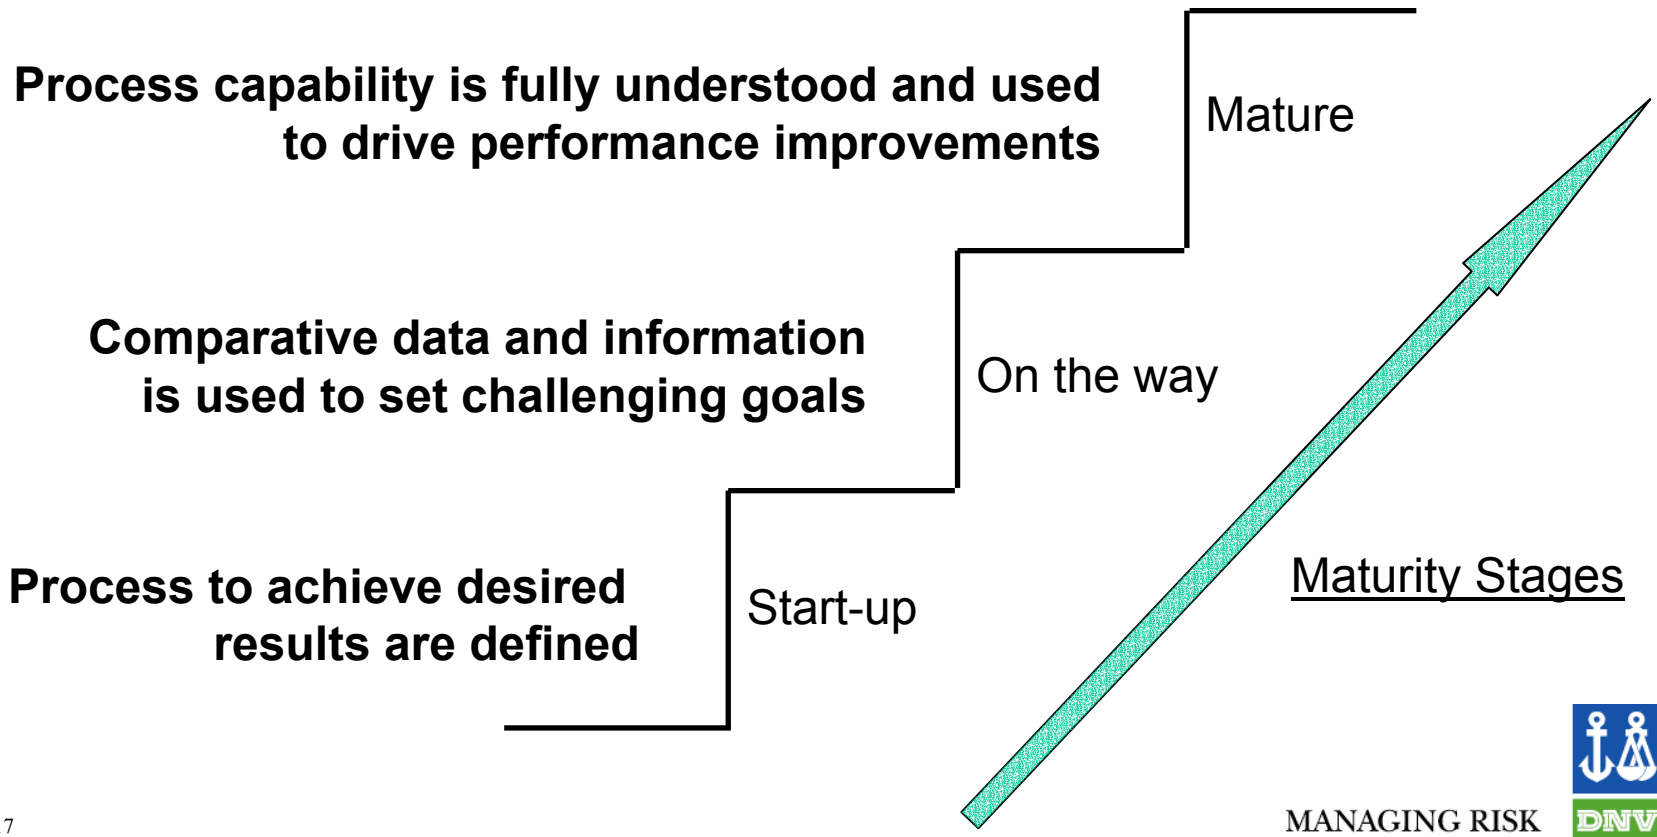 Process capability is fully understood and used
to drive performance improvements
Mature
Comparative data and information
is used to set challenging goals
On the way
Process to achieve desired
results are defined
Start-up
Maturity Stages
MANAGING RISK
DNV